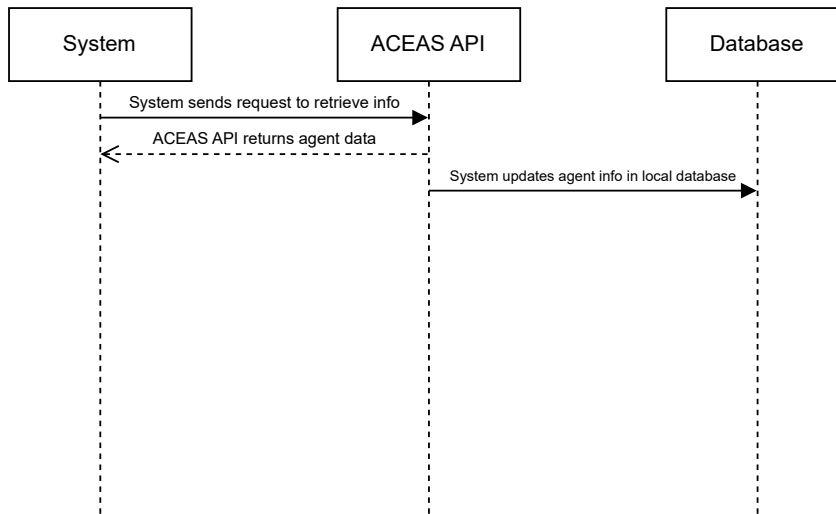 System
ACEAS API
Database
System sends request to retrieve info
ACEAS API returns agent data
System updates agent info in local database